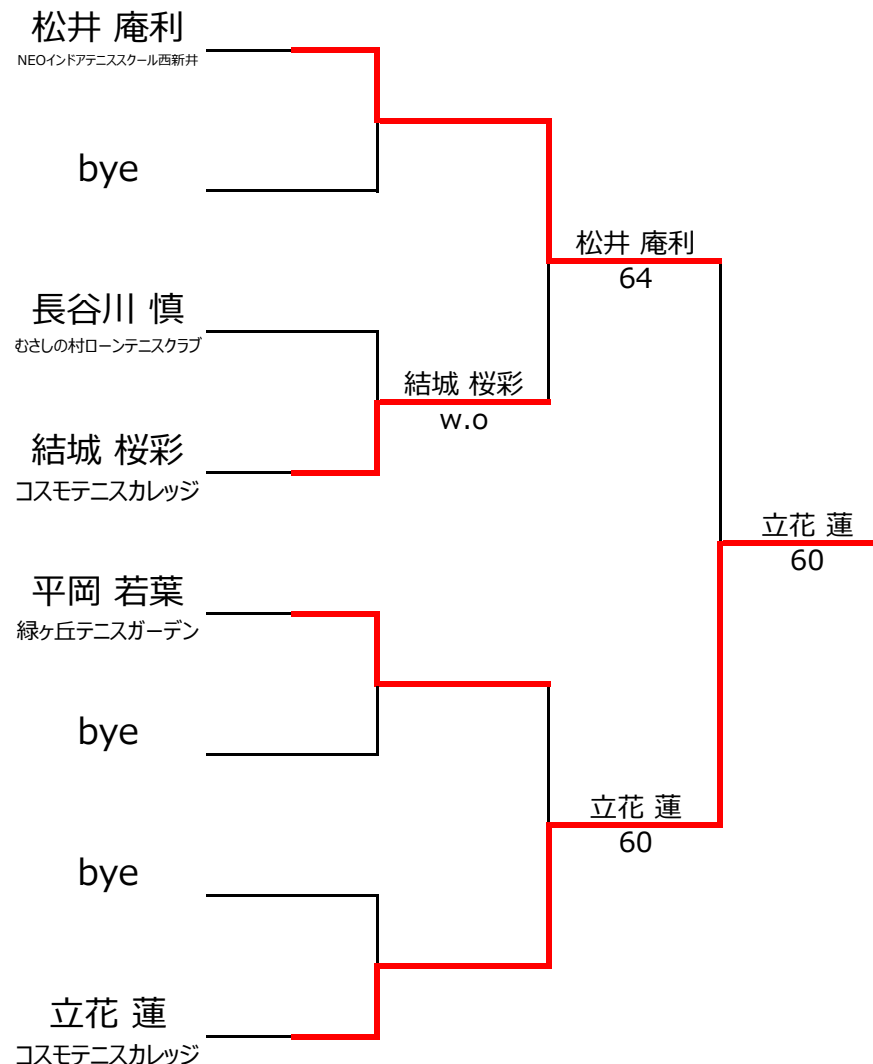 松井 庵利
NEOインドアテニススクール西新井
bye
長谷川 慎
むさしの村ローンテニスクラブ
結城 桜彩
コスモテニスカレッジ
平岡 若葉
緑ヶ丘テニスガーデン
bye
bye
立花 蓮
コスモテニスカレッジ
結城 桜彩
w.o
松井 庵利
64
立花 蓮
60
立花 蓮
60